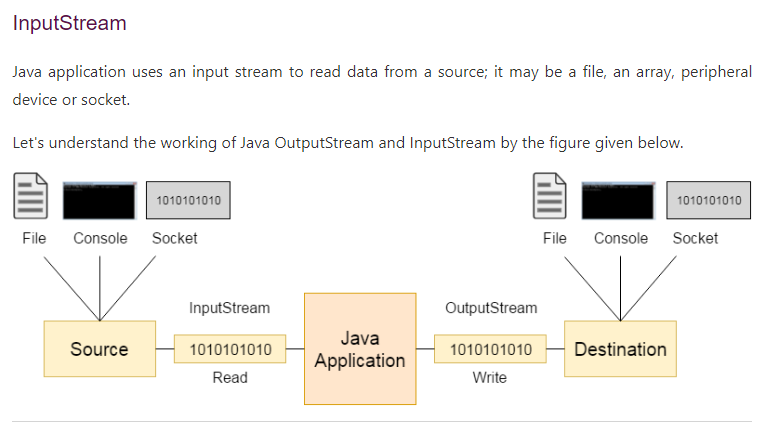 InputStream
Java application uses an input stream to read data from a source; it may be a file, an array, peripheral
device or socket.
Let's understand the working of Java OutputStream and InputStream by the figure given below.
1010101010
1010101010
File Console Socket
File Console Socket
InputStream
OutputStream
Source
1010101010
Java
Application
1010101010
Destination
Read
Write